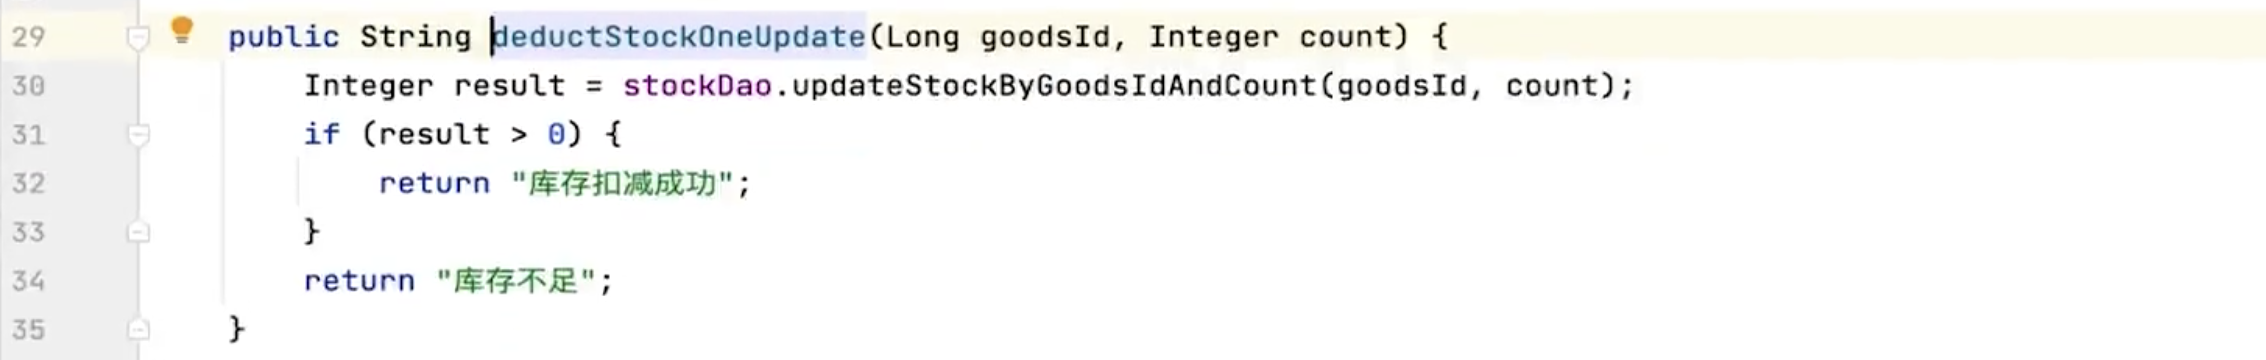 29 public String deductStockOneUpdate(Long goodsId, Integer count) {
30 Integer result = stockDao.updateStockByGoodsIdAndCount(goodsId, count);
31 if (result > 0) {
32 return "库存扣减成功";
33 }
34 return "库存不足";
35 }